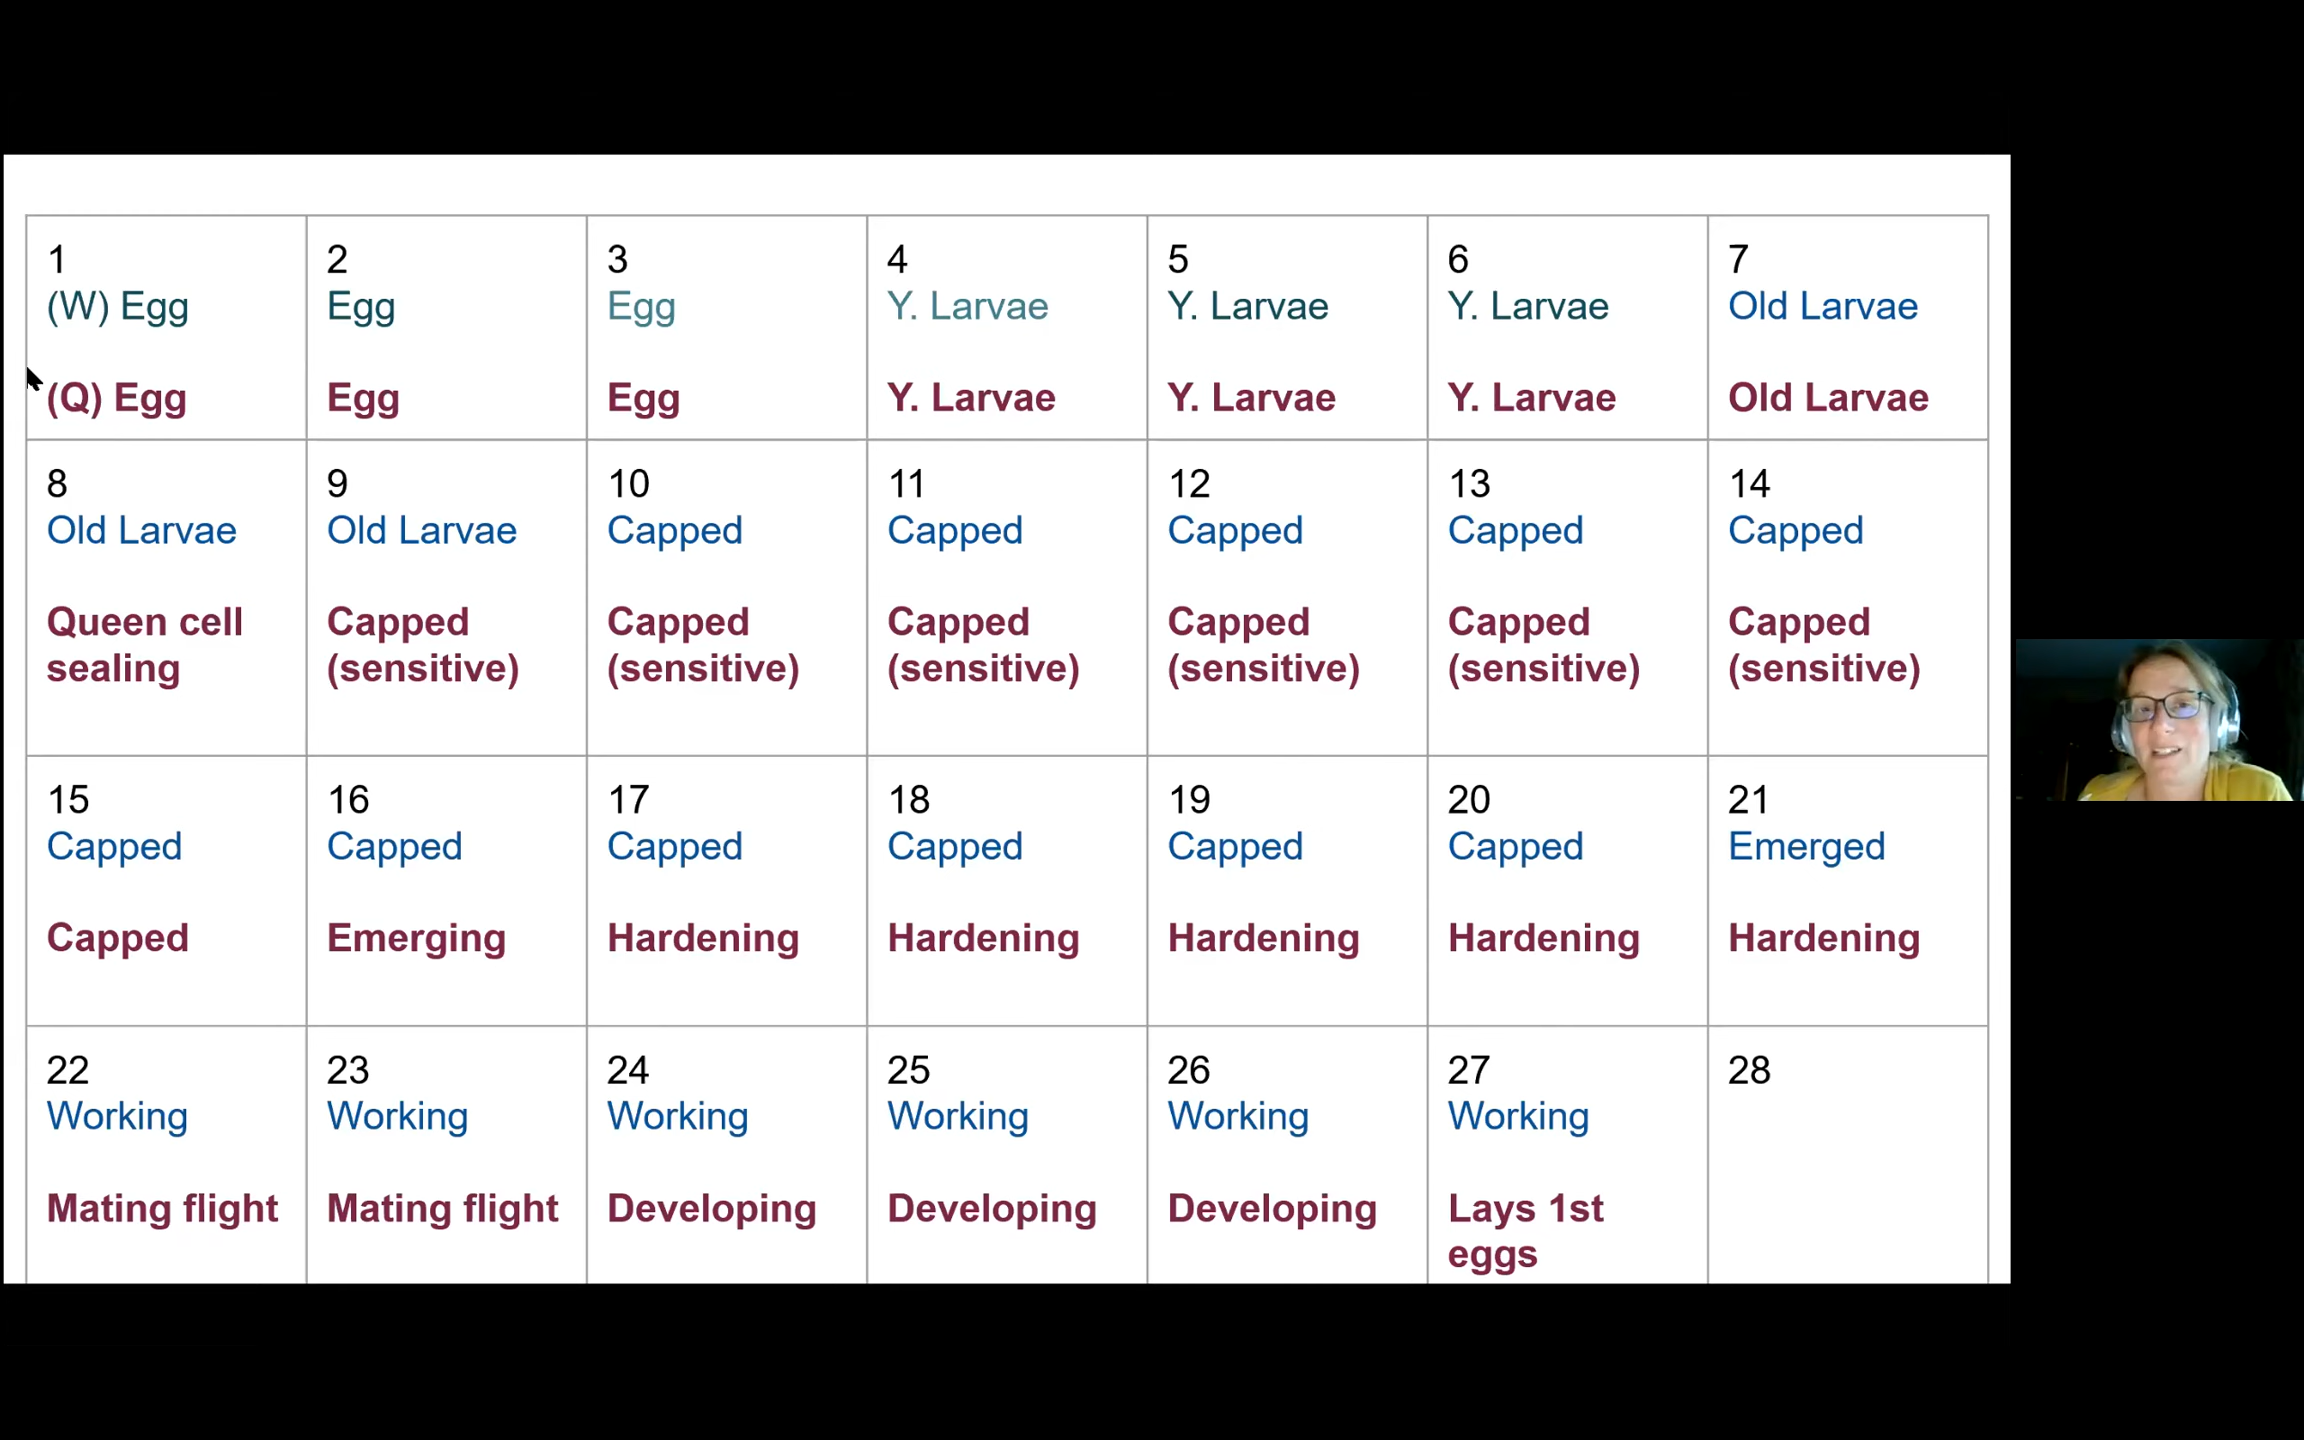 1
(W) Egg
(Q) Egg
2
Egg
Egg
3
Egg
Egg
4
Y. Larvae
Y. Larvae
5
Y. Larvae
Y. Larvae
6
Y. Larvae
Y. Larvae
7
Old Larvae
Old Larvae
8
Old Larvae
Queen cell
sealing
9
Old Larvae
Capped
(sensitive)
10
Capped
Capped
(sensitive)
11
Capped
Capped
(sensitive)
12
Capped
Capped
(sensitive)
13
Capped
Capped
(sensitive)
14
Capped
Capped
(sensitive)
15
Capped
Capped
16
Capped
Emerging
17
Capped
Hardening
18
Capped
Hardening
19
Capped
Hardening
20
Capped
Hardening
21
Emerged
Hardening
22
Working
Mating flight
23
Working
Mating flight
24
Working
Developing
25
Working
Developing
26
Working
Developing
27
Working
Lays 1st
eggs
28